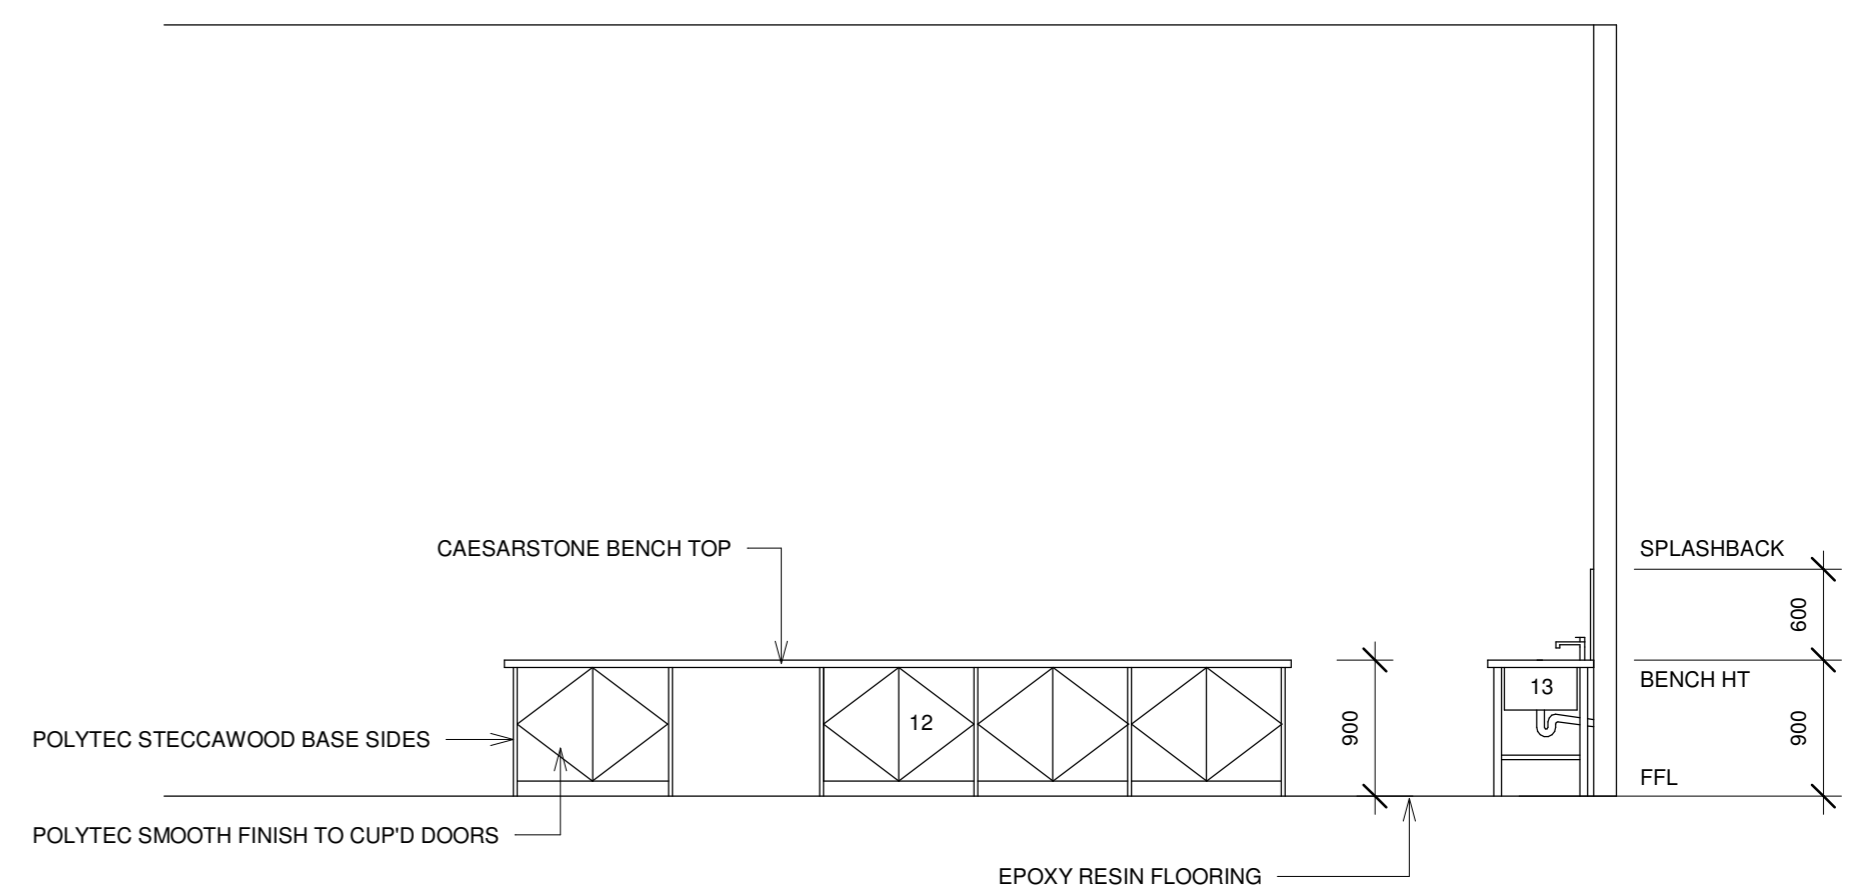 CAESARSTONE BENCH TOP
SPLASHBACK
600
BENCH HT
13
12
900
900
POLYTEC STECCAWOOD BASE SIDES
FFL
POLYTEC SMOOTH FINISH TO CUP'D DOORS
EPOXY RESIN FLOORING